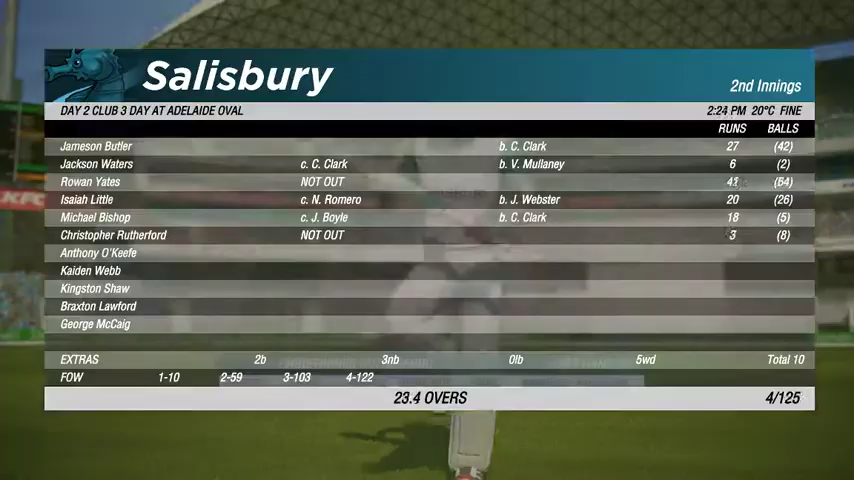 Salisbury
2nd Innings
DAY 2 CLUB 3 DAY AT ADELAIDE OVAL 2:24 PM 20°C FINE
RUNS BALLS
Jameson Butler b. C. Clark 27 (42)
Jackson Waters c. C. Clark b. V. Mullaney 6 (2)
Rowan Yates NOT OUT (64)
Isaiah Little c. N. Romero b. J. Webster 20 (26)
Michael Bishop c. J. Boyle b. C. Clark 18 (5)
Christopher Rutherford NOT OUT 3 (8)
Anthony O'Keefe
Kaiden Webb
Kingston Shaw
Braxton Lawford
George McCaig
EXTRAS 2b 3nb 0lb 5wd Total 10
FOW 1-10 2-59 3-103 4-122
23.4 OVERS 4/125